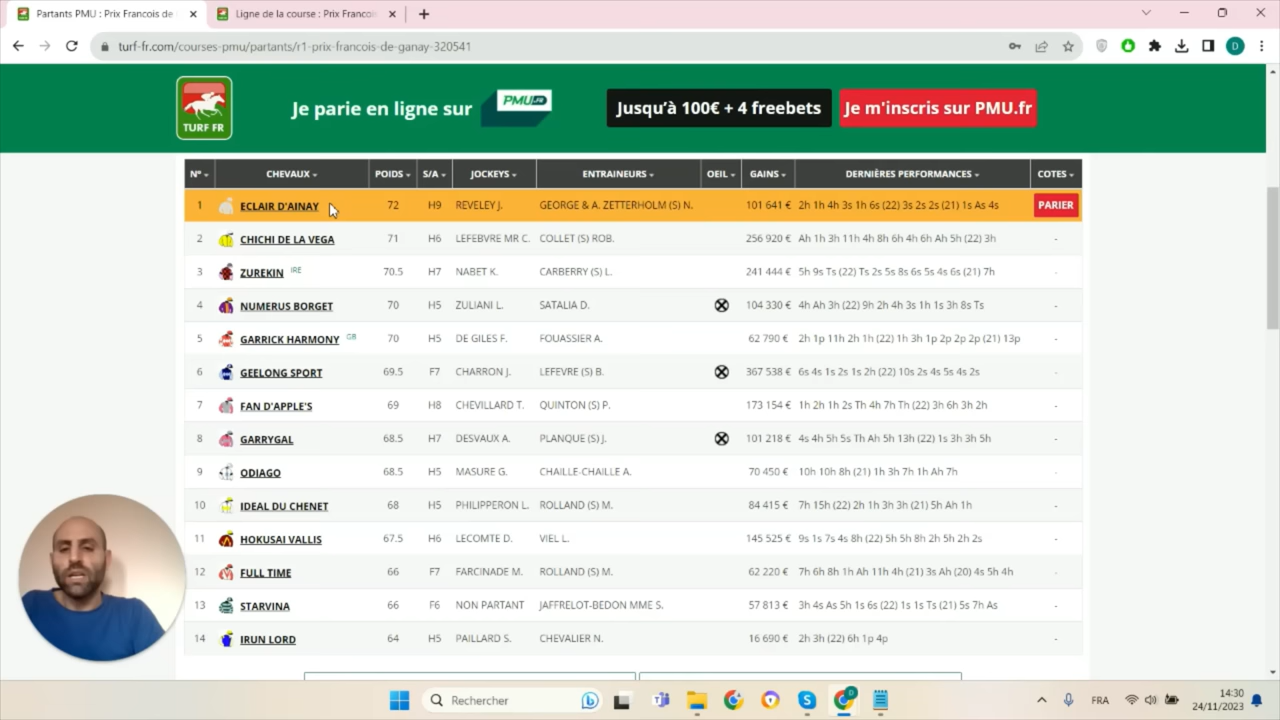 Partants PMU : Prix Francois de
Ligne de la course : Prix Francois
turf-fr.com/courses-pmu/partants/r1-prix-francois-de-ganay-320541
D
TURF FR
Je parie en ligne sur
PMU.fr
Jusqu'à 100€ + 4 freebets
Je m'inscris sur PMU.fr
N° CHEVAUX POIDS S/A JOCKEYS ENTRAINEURS OEIL GAINS DERNIÈRES PERFORMANCES COTES
1 ECLAIR D'AINAY 72 H9 REVELEY J. GEORGE & A. ZETTERHOLM (S) N. 101 641 € 2h 1h 4h 3s 1h 6s (22) 3s 2s 2s (21) 1s As 4s PARIER
2 CHICHI DE LA VEGA 71 H6 LEFEBVRE MR C. COLLET (S) ROB. 256 920 € Ah 1h 3h 11h 4h 8h 6h 4h 6h Ah 5h (22) 3h -
3 ZUREKIN IRE 70.5 H7 NABET K. CARBERRY (S) L. 241 444 € 5h 9s Ts (22) Ts 2s 5s 8s 6s 5s 4s 6s (21) 7h -
4 NUMERUS BORGET 70 H5 ZULIANI L. SATALIA D. 104 330 € 4h Ah 3h (22) 9h 2h 4h 3s 1h 1s 3h 8s Ts -
5 GARRICK HARMONY GB 70 H5 DE GILES F. FOUASSIER A. 62 790 € 2h 1p 11h 2h 1h (22) 1h 3h 1p 2p 2p 2p (21) 13p -
6 GEELONG SPORT 69.5 F7 CHARRON J. LEFEVRE (S) B. 367 538 € 6s 4s 1s 2s 1s 2h (22) 10s 2s 4s 5s 4s 2s -
7 FAN D'APPLE'S 69 H8 CHEVILLARD T. QUINTON (S) P. 173 154 € 1h 2h 1h 2s Th 4h 7h Th (22) 3h 6h 3h 2h -
8 GARRYGAL 68.5 H7 DESVAUX A. PLANQUE (S) J. 101 218 € 4s 4h 5h 5s Th Ah 5h 13h (22) 1s 3h 3h 5h -
9 ODIAGO 68.5 H5 MASURE G. CHAILLE-CHAILLE A. 70 450 € 10h 10h 8h (21) 1h 3h 7h 1h Ah 7h -
10 IDEAL DU CHENET 68 H5 PHILIPPERON L. ROLLAND (S) M. 84 415 € 7h 15h (22) 2h 1h 3h 3h (21) 5h Ah 1h -
11 HOKUSAI VALLIS 67.5 H6 LECOMTE D. VIEL L. 145 525 € 9s 1s 7s 4s 8h (22) 5h 5h 8h 2h 5h 2h 2s -
12 FULL TIME 66 F7 FARCINADE M. ROLLAND (S) M. 62 220 € 7h 6h 8h 1h Ah 11h 4h (21) 3s Ah (20) 4s 5h 4h -
13 STARVINA 66 F6 NON PARTANT JAFFRELOT-BEDON MME S. 57 813 € 3h 4s As 5h 1s 6s (22) 1s 1s Ts (21) 5s 7h As -
14 IRUN LORD 64 H5 PAILLARD S. CHEVALIER N. 16 690 € 2h 3h (22) 6h 1p 4p -
Rechercher
FRA
14:30
24/11/2023